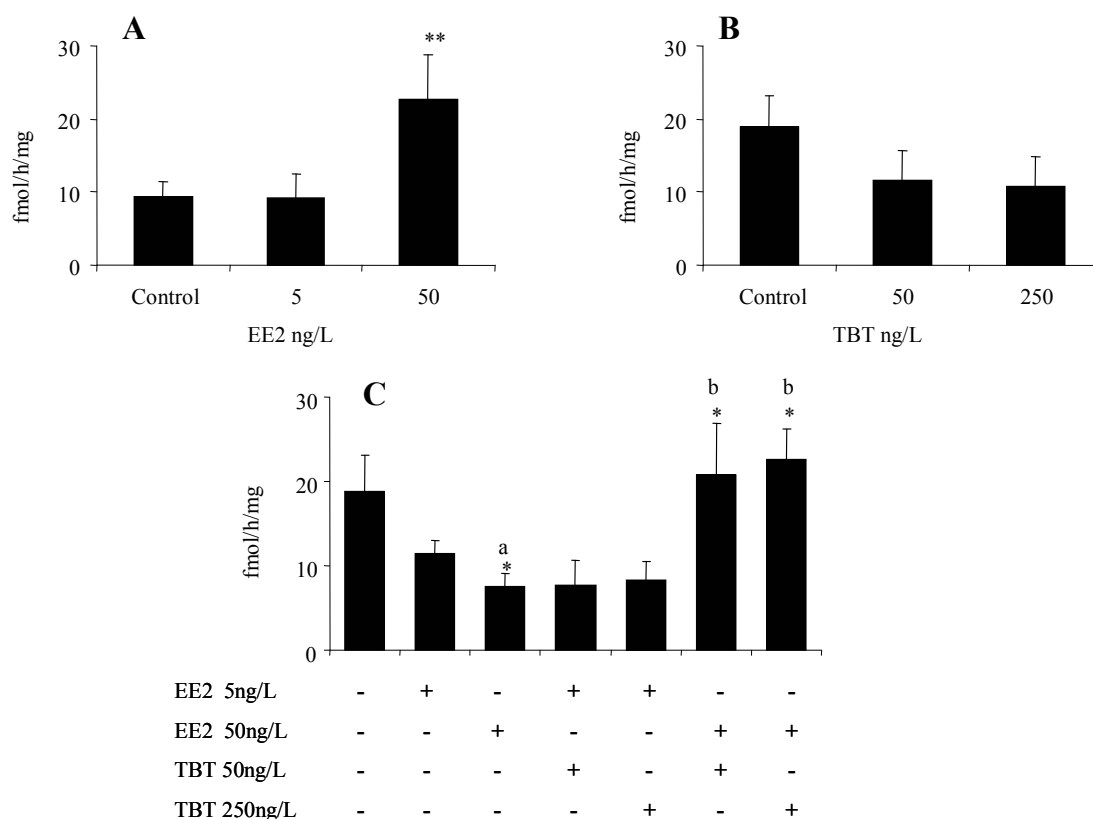 A
30
20
10
0
fmol/h/mg
**
Control 5 50
EE2 ng/L
B
30
20
10
0
fmol/h/mg
Control 50 250
TBT ng/L
C
30
20
10
0
fmol/h/mg
a
*
b b
* *
EE2 5ng/L - + - + + - -
EE2 50ng/L - - + - - + +
TBT 50ng/L - - - + - + -
TBT 250ng/L - - - - + - +